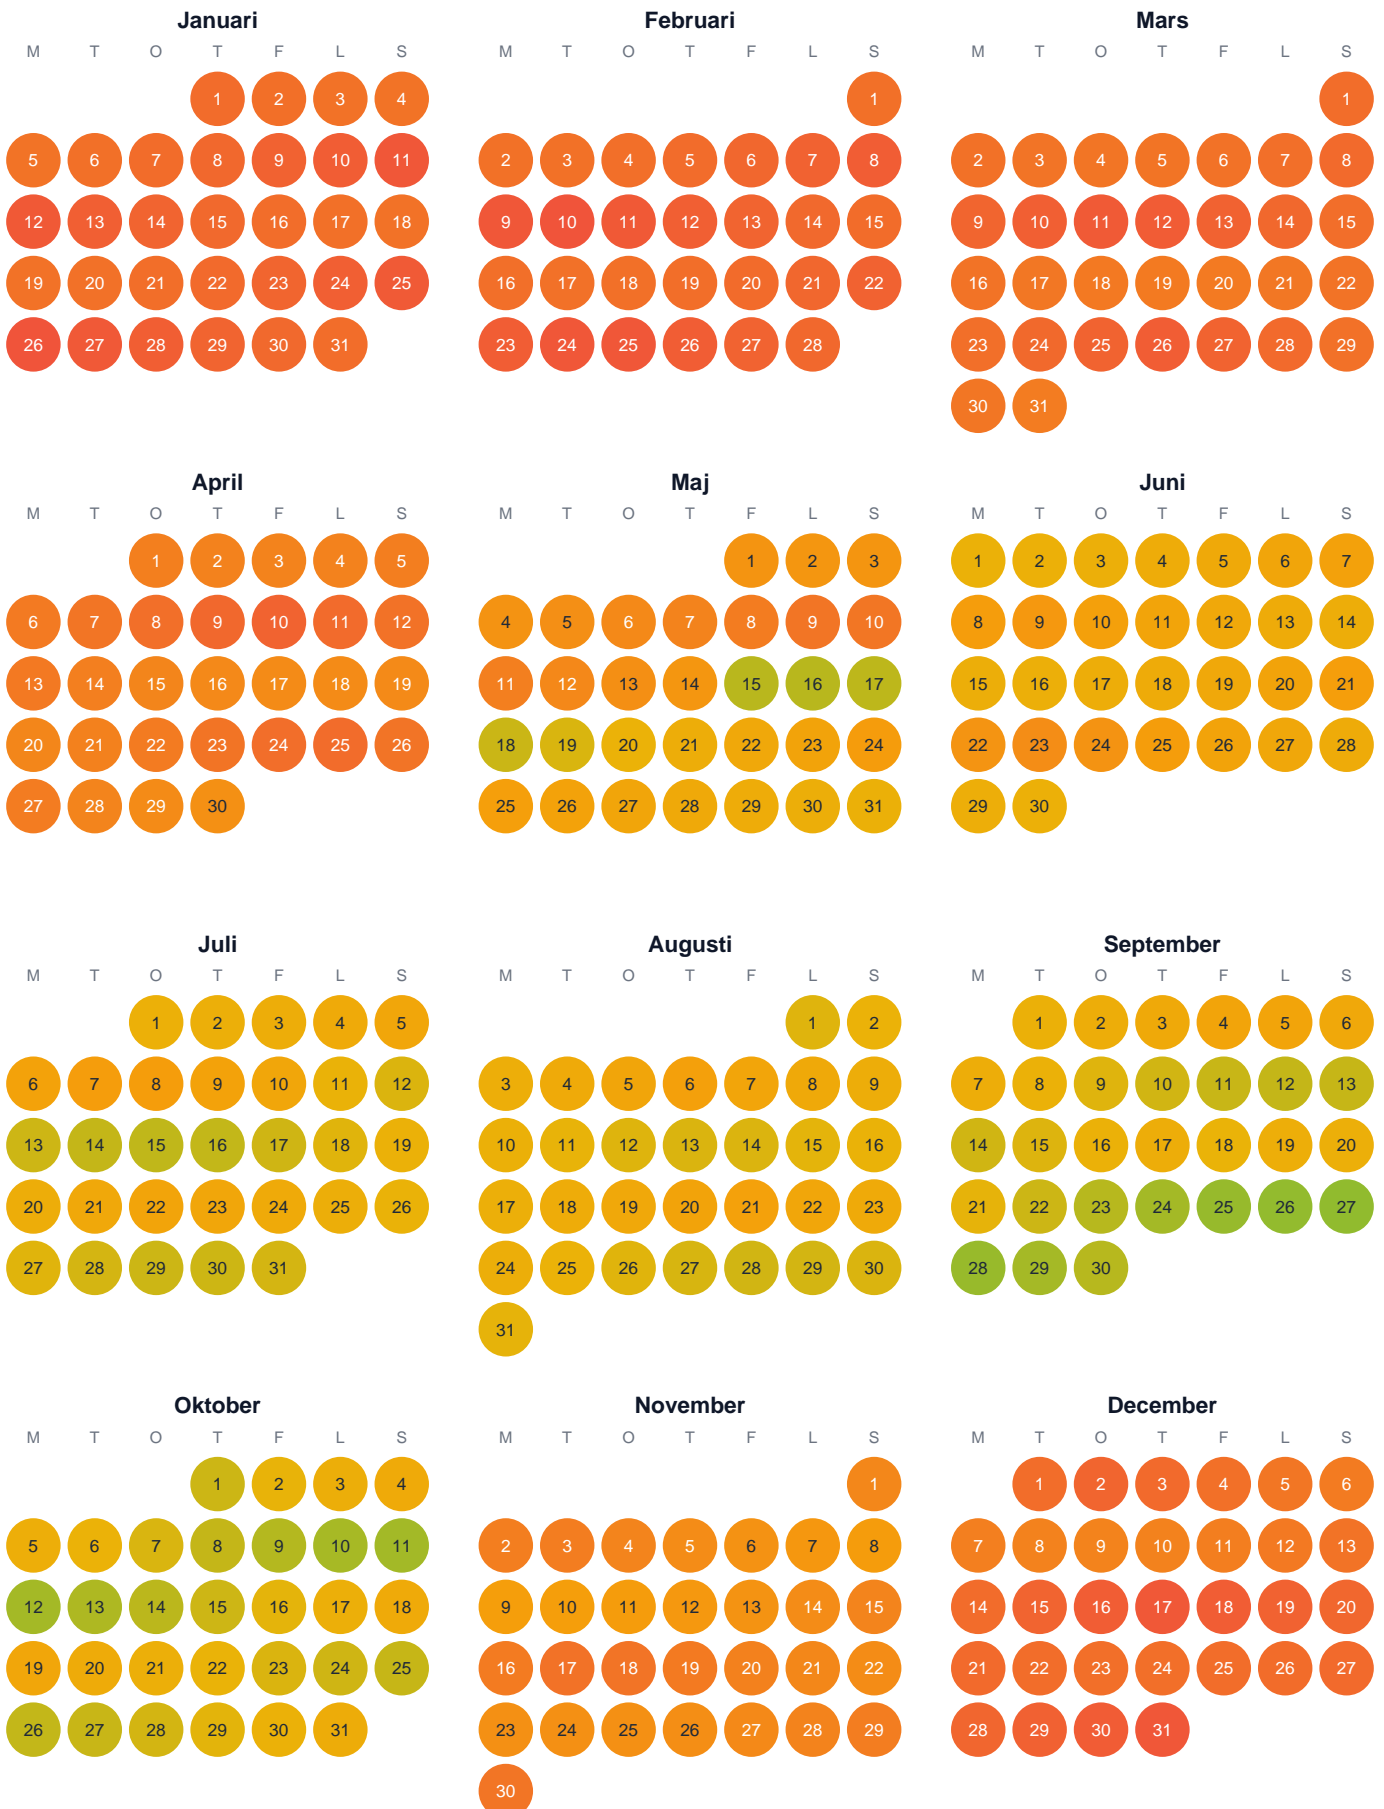 Januari Februari Mars
M T O T F L S M T O T F L S M T O T F L S
1 2 3 4 1 1
5 6 7 8 9 10 11 2 3 4 5 6 7 8 2 3 4 5 6 7 8
12 13 14 15 16 17 18 9 10 11 12 13 14 15 9 10 11 12 13 14 15
19 20 21 22 23 24 25 16 17 18 19 20 21 22 16 17 18 19 20 21 22
26 27 28 29 30 31 23 24 25 26 27 28 23 24 25 26 27 28 29
30 31
April Maj Juni
M T O T F L S M T O T F L S M T O T F L S
1 2 3 4 5 1 2 3 1 2 3 4 5 6 7
6 7 8 9 10 11 12 4 5 6 7 8 9 10 8 9 10 11 12 13 14
13 14 15 16 17 18 19 11 12 13 14 15 16 17 15 16 17 18 19 20 21
20 21 22 23 24 25 26 18 19 20 21 22 23 24 22 23 24 25 26 27 28
27 28 29 30 25 26 27 28 29 30 31 29 30
Juli Augusti September
M T O T F L S M T O T F L S M T O T F L S
1 2 3 4 5 1 2 1 2 3 4 5 6
6 7 8 9 10 11 12 3 4 5 6 7 8 9 7 8 9 10 11 12 13
13 14 15 16 17 18 19 10 11 12 13 14 15 16 14 15 16 17 18 19 20
20 21 22 23 24 25 26 17 18 19 20 21 22 23 21 22 23 24 25 26 27
27 28 29 30 31 24 25 26 27 28 29 30 28 29 30
31
Oktober November December
M T O T F L S M T O T F L S M T O T F L S
1 2 3 4 1 1 2 3 4 5 6
5 6 7 8 9 10 11 2 3 4 5 6 7 8 7 8 9 10 11 12 13
12 13 14 15 16 17 18 9 10 11 12 13 14 15 14 15 16 17 18 19 20
19 20 21 22 23 24 25 16 17 18 19 20 21 22 21 22 23 24 25 26 27
26 27 28 29 30 31 23 24 25 26 27 28 29 28 29 30 31
30